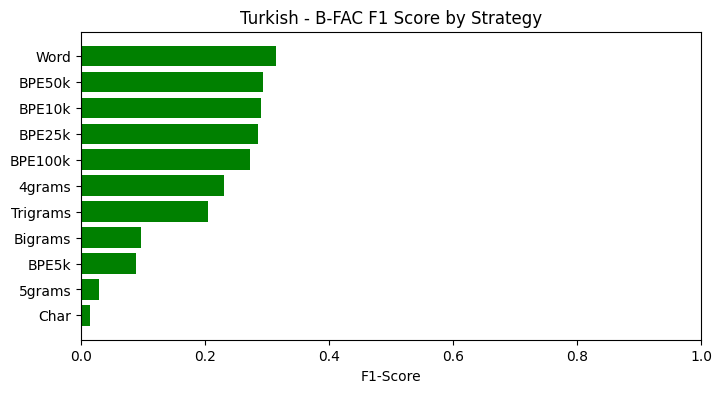 Turkish - B-FAC F1 Score by Strategy
Word
BPE50k
BPE10k
BPE25k
BPE100k
4grams
Trigrams
Bigrams
BPE5k
5grams
Char
0.0 0.2 0.4 0.6 0.8 1.0
F1-Score